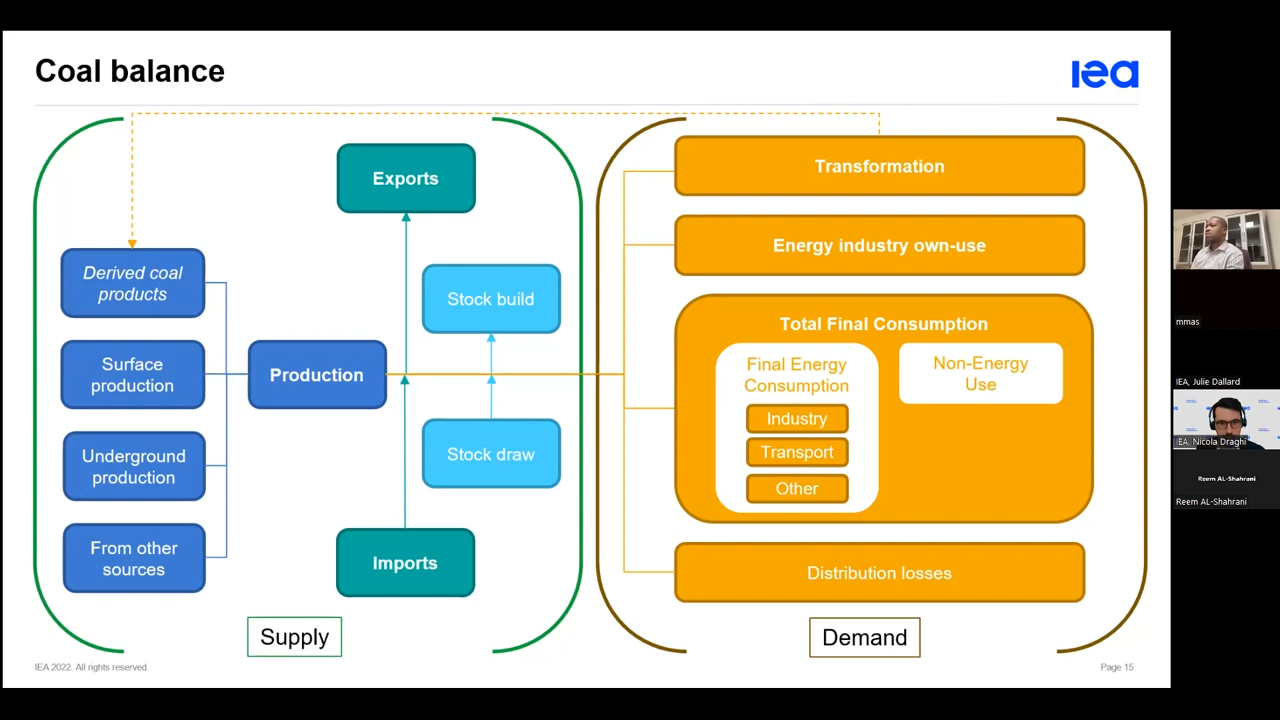 Coal balance
iea
Exports
Transformation
Energy industry own-use
Derived coal
products
Stock build
Total Final Consumption
Final Energy
Consumption
Non-Energy
Use
Surface
production
Production
Industry
Transport
Other
Underground
production
Stock draw
From other
sources
Imports
Distribution losses
Supply
Demand
IEA 2022. All rights reserved.
Page 15
mmas
IEA, Julie Dallard
IEA, Nicola Draghi
Reem AL-Shahrani
Reem AL-Shahrani